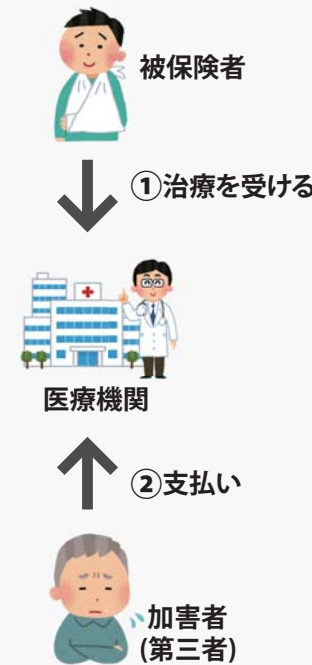 被保険者
①治療を受ける
医療機関
②支払い
加害者
(第三者)